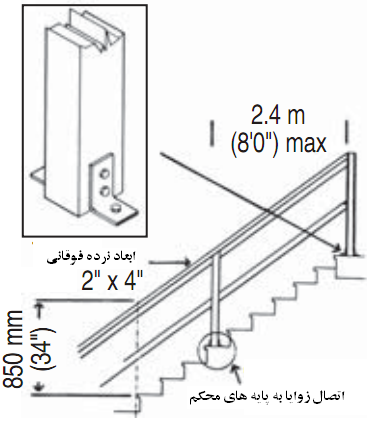 2.4 m
(8'0") max
ابعاد نرده فوقانی
2" x 4"
850 mm
(34")
اتصال زوایا به پایه های محکم